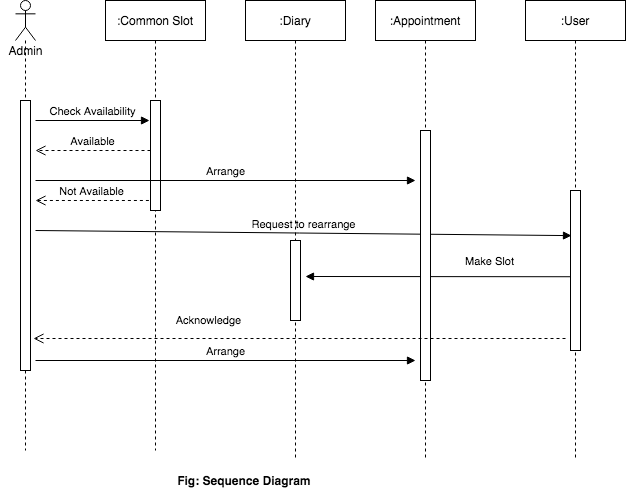 :Common Slot
:Diary
:Appointment
:User
Admin
Check Availability
Available
Arrange
Not Available
Request to rearrange
Make Slot
Acknowledge
Arrange
Fig: Sequence Diagram